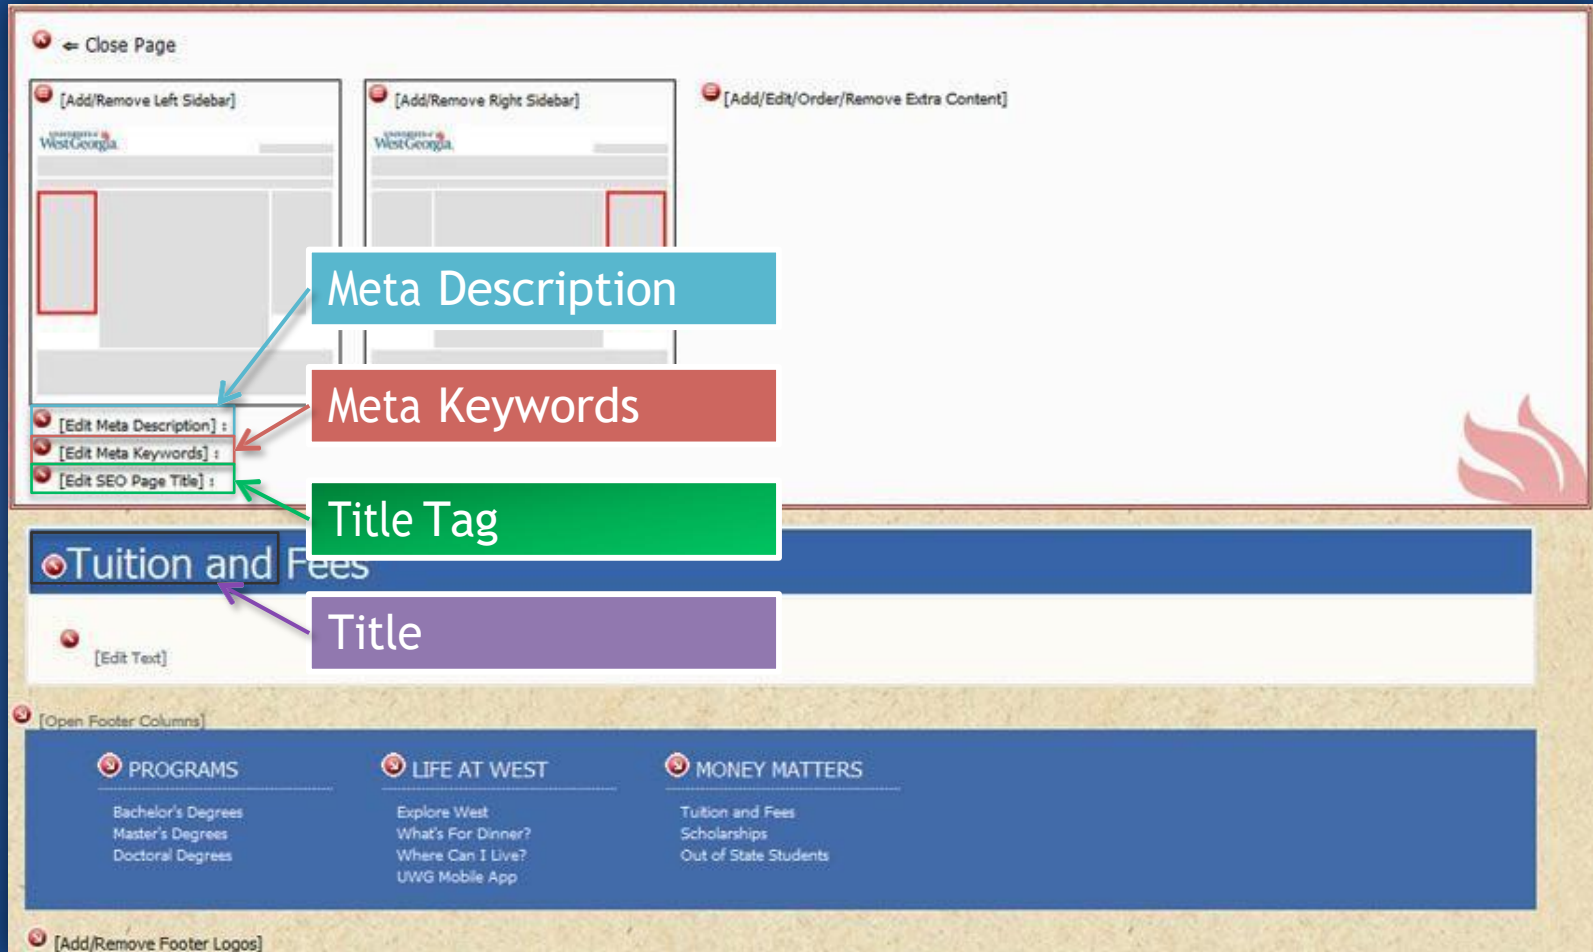 ⇐ Close Page
[Add/Remove Left Sidebar]
[Add/Remove Right Sidebar]
[Add/Edit/Order/Remove Extra Content]
UNIVERSITY of
West Georgia
UNIVERSITY of
West Georgia
Meta Description
Meta Keywords
[Edit Meta Description] :
[Edit Meta Keywords] :
[Edit SEO Page Title] :
Title Tag
Tuition and Fees
Title
[Edit Text]
[Open Footer Columns]
PROGRAMS
Bachelor's Degrees
Master's Degrees
Doctoral Degrees
LIFE AT WEST
Explore West
What's For Dinner?
Where Can I Live?
UWG Mobile App
MONEY MATTERS
Tuition and Fees
Scholarships
Out of State Students
[Add/Remove Footer Logos]